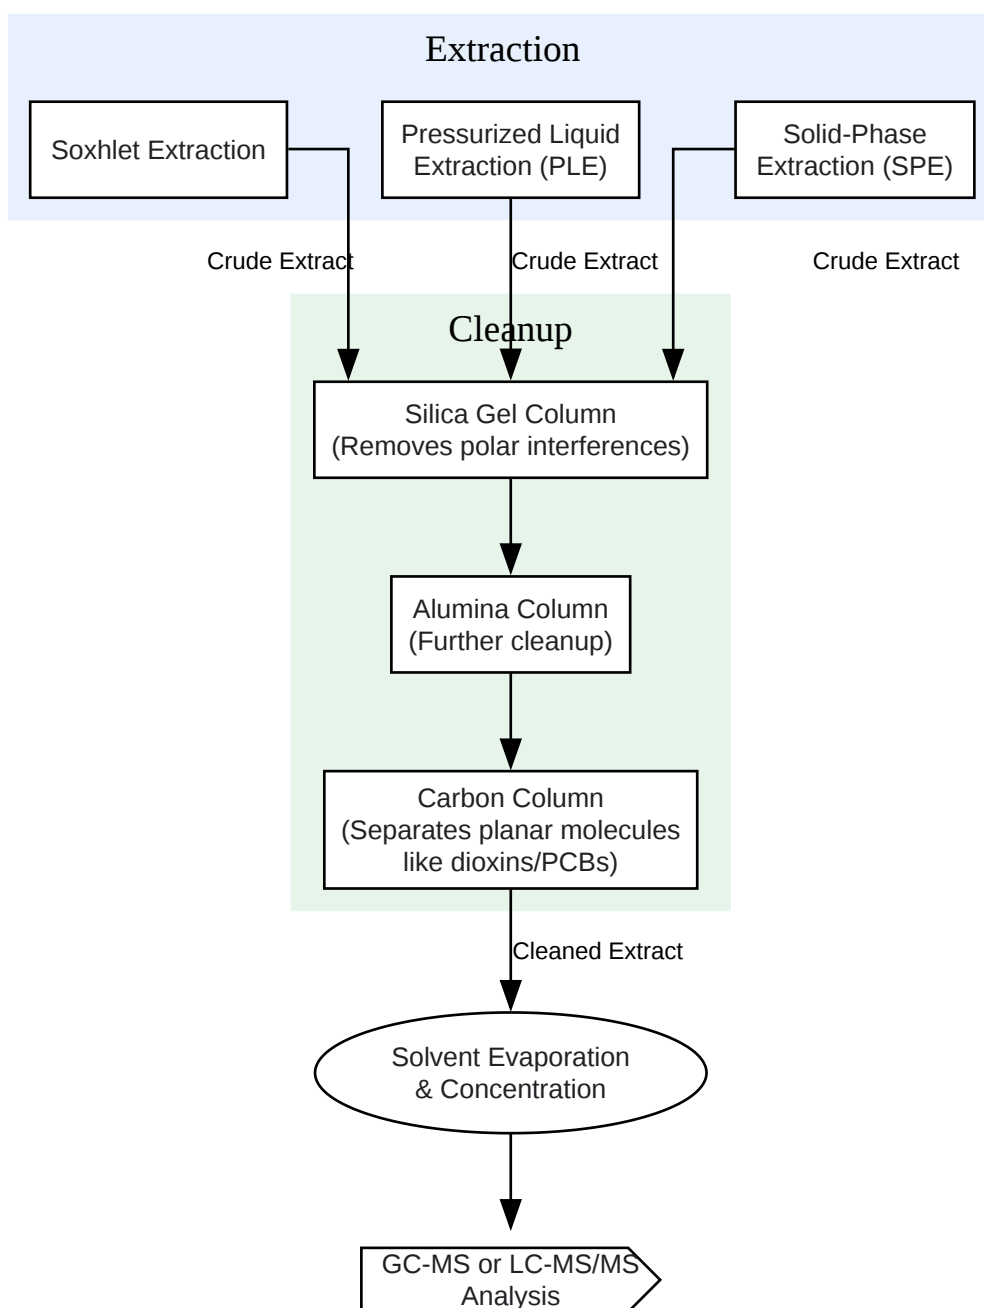 Extraction
Soxhlet Extraction
Pressurized Liquid
Extraction (PLE)
Solid-Phase
Extraction (SPE)
Crude Extract
Crude Extract
Crude Extract
Cleanup
Silica Gel Column
(Removes polar interferences)
Alumina Column
(Further cleanup)
Carbon Column
(Separates planar molecules
like dioxins/PCBs)
Cleaned Extract
Solvent Evaporation
& Concentration
GC-MS or LC-MS/MS
Analysis